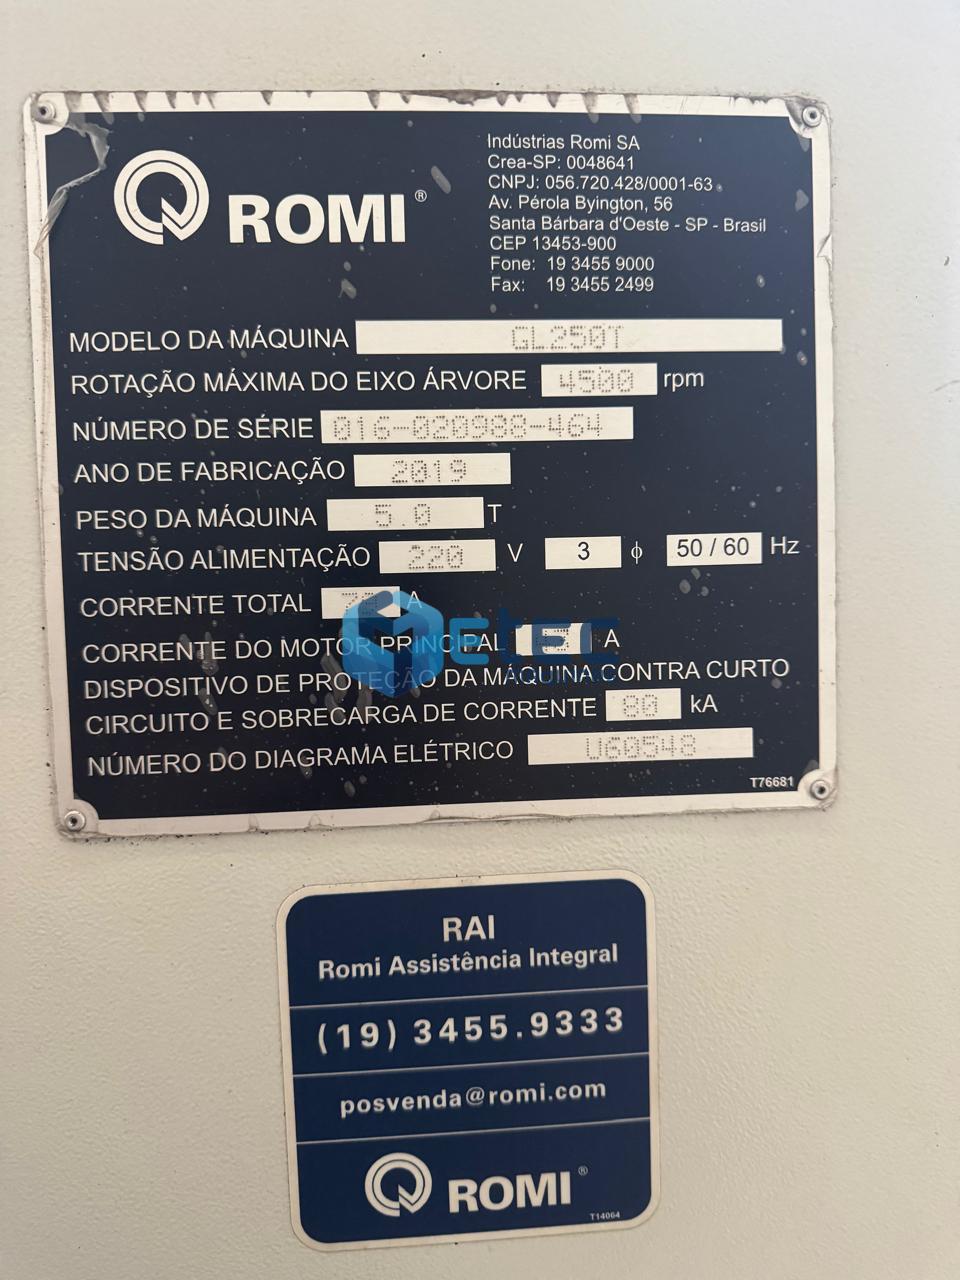 ROMI®
Indústrias Romi SA
Crea-SP: 0048641
CNPJ: 056.720.428/0001-63
Av. Pérola Byington, 56
Santa Bárbara d'Oeste - SP - Brasil
CEP 13453-900
Fone: 19 3455 9000
Fax: 19 3455 2499
MODELO DA MÁQUINA GL250T
ROTAÇÃO MÁXIMA DO EIXO ÁRVORE 4500 rpm
NÚMERO DE SÉRIE 016-020988-464
ANO DE FABRICAÇÃO 2019
PESO DA MÁQUINA 5.0 T
TENSÃO ALIMENTAÇÃO 220 V 3 ϕ 50 / 60 Hz
CORRENTE TOTAL A
CORRENTE DO MOTOR PRINCIPAL A
DISPOSITIVO DE PROTEÇÃO DA MÁQUINA CONTRA CURTO
CIRCUITO E SOBRECARGA DE CORRENTE 80 kA
NÚMERO DO DIAGRAMA ELÉTRICO U60548
T76681
RAI
Romi Assistência Integral
(19) 3455.9333
posvenda@romi.com
ROMI®
T14064